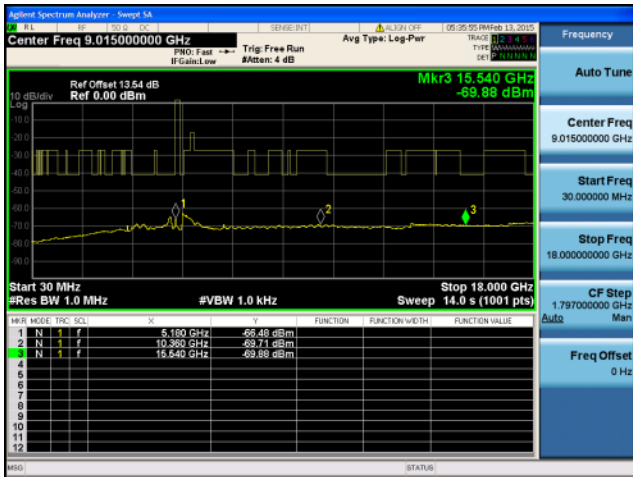 Agilent Spectrum Analyzer - Swept SA
RL RF 50 Ω DC SENSE:INT ALIGN OFF 05:35:55 PM Feb 13, 2015
Center Freq 9.015000000 GHz
PNO: Fast
IFGain:Low
Trig: Free Run
#Atten: 4 dB
Avg Type: Log-Pwr
TRACE 1 2 3 4 5 6
TYPE
DET P N N N N N
Ref Offset 13.54 dB
10 dB/div Ref 0.00 dBm
Log
Mkr3 15.540 GHz
-69.88 dBm
-10.0
-20.0
-30.0
-40.0
-50.0
-60.0
-70.0
-80.0
-90.0
1
2
3
Start 30 MHz
Stop 18.000 GHz
#Res BW 1.0 MHz
#VBW 1.0 kHz
Sweep 14.0 s (1001 pts)
MKR MODE TRC SCL X Y FUNCTION FUNCTION WIDTH FUNCTION VALUE
1 N 1 f 5.180 GHz -66.48 dBm
2 N 1 f 10.360 GHz -69.71 dBm
3 N 1 f 15.540 GHz -69.88 dBm
4
5
6
7
8
9
10
11
12
MSG
STATUS
Frequency
Auto Tune
Center Freq
9.015000000 GHz
Start Freq
30.000000 MHz
Stop Freq
18.000000000 GHz
CF Step
1.797000000 GHz
Auto Man
Freq Offset
0 Hz